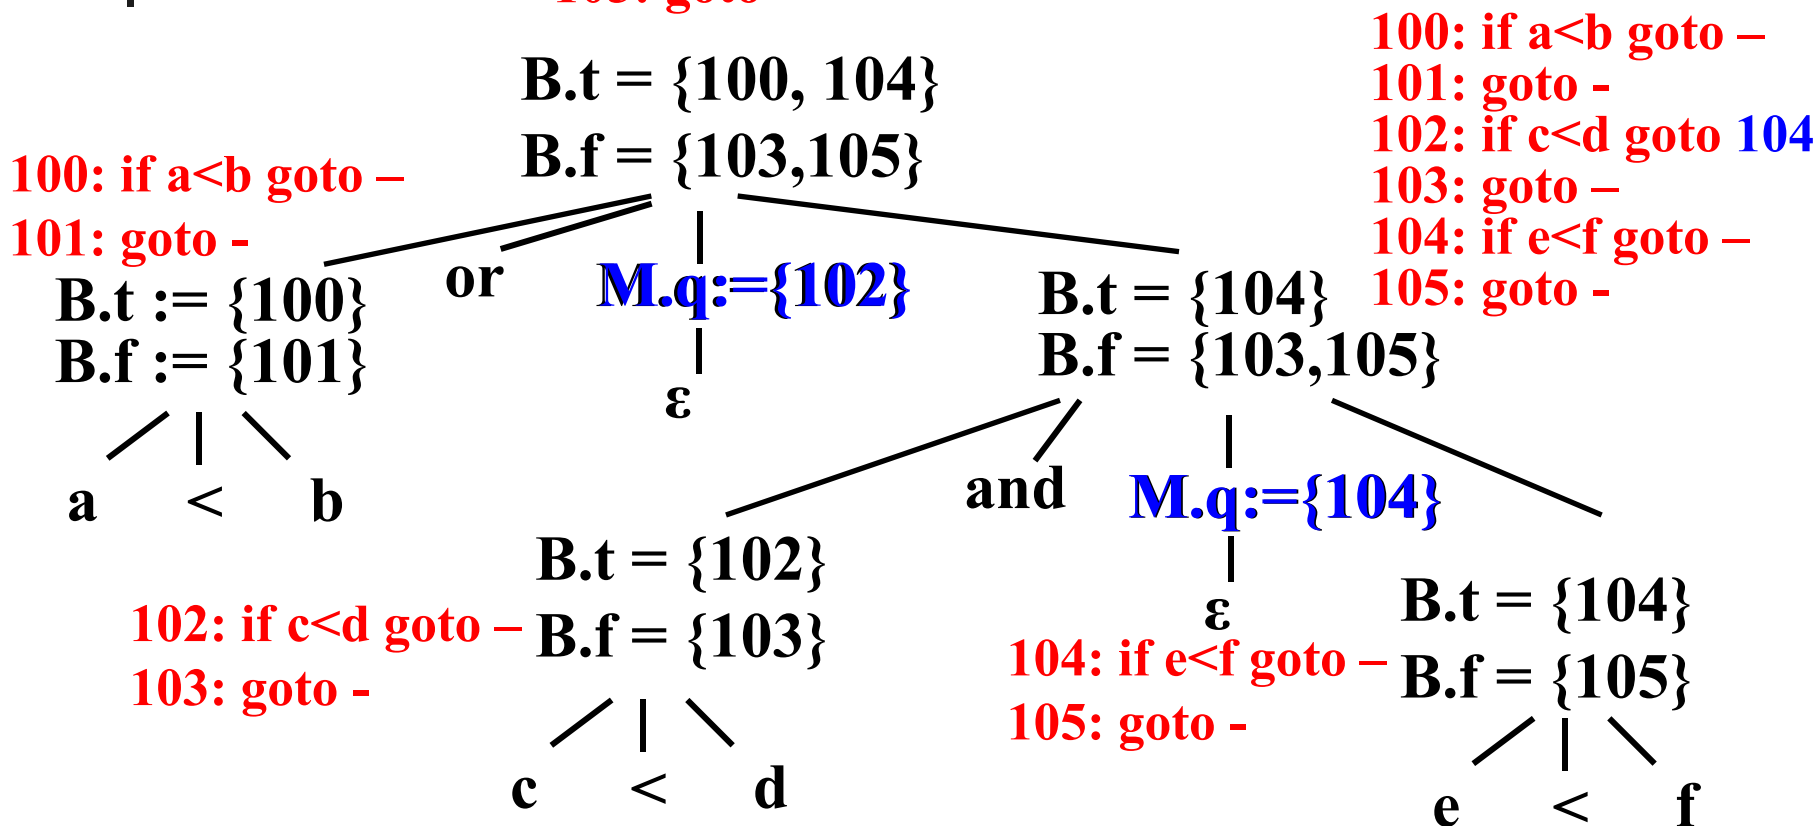 B.t = {100, 104}
B.f = {103,105}
100: if a<b goto –
101: goto -
102: if c<d goto 104
103: goto –
104: if e<f goto –
105: goto -
100: if a<b goto –
101: goto -
B.t := {100}
B.f := {101}
or
M.q:={102}
ε
B.t = {104}
B.f = {103,105}
a < b
and
M.q:={104}
ε
B.t = {102}
B.f = {103}
102: if c<d goto –
103: goto -
104: if e<f goto –
105: goto -
B.t = {104}
B.f = {105}
c < d
e < f